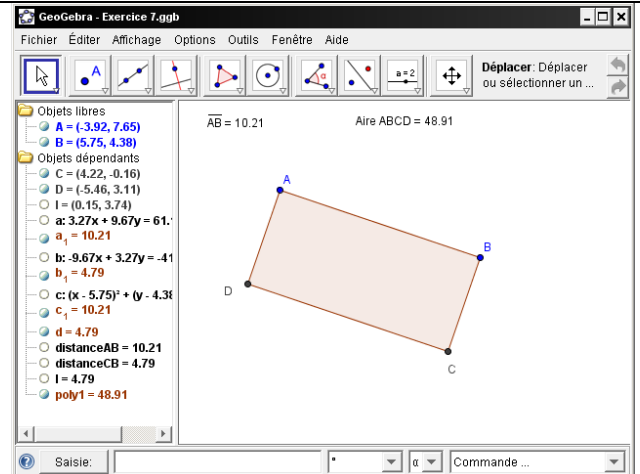 GeoGebra - Exercice 7.ggb
Fichier Éditer Affichage Options Outils Fenêtre Aide
A
α
a=2
Déplacer: Déplacer
ou sélectionner un ...
Objets libres
A = (-3.92, 7.65)
B = (5.75, 4.38)
Objets dépendants
C = (4.22, -0.16)
D = (-5.46, 3.11)
I = (0.15, 3.74)
a: 3.27x + 9.67y = 61.
a₁ = 10.21
b: -9.67x + 3.27y = -41
b₁ = 4.79
c: (x - 5.75)² + (y - 4.38
c₁ = 10.21
d = 4.79
distanceAB = 10.21
distanceCB = 4.79
l = 4.79
poly1 = 48.91
AB = 10.21
Aire ABCD = 48.91
A
B
D
C
Saisie:
°
α
Commande ...